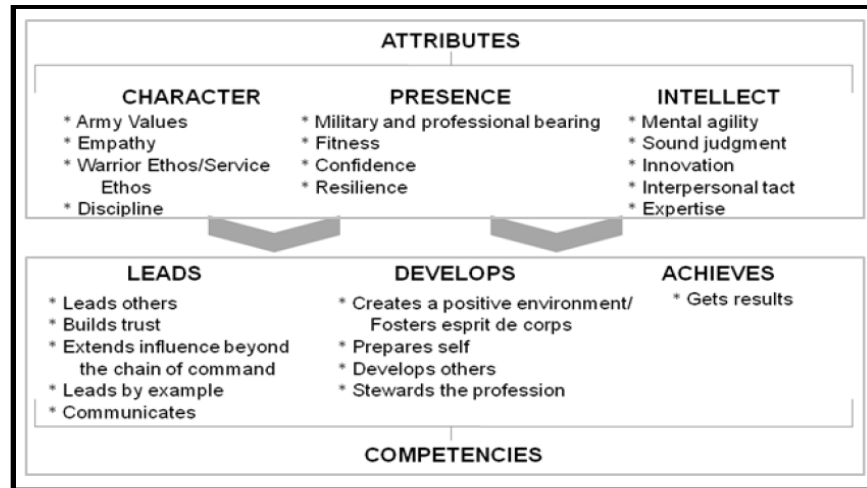 ATTRIBUTES
CHARACTER
* Army Values
* Empathy
* Warrior Ethos/Service
Ethos
* Discipline
PRESENCE
* Military and professional bearing
* Fitness
* Confidence
* Resilience
INTELLECT
* Mental agility
* Sound judgment
* Innovation
* Interpersonal tact
* Expertise
LEADS
* Leads others
* Builds trust
* Extends influence beyond
the chain of command
* Leads by example
* Communicates
DEVELOPS
* Creates a positive environment/
Fosters esprit de corps
* Prepares self
* Develops others
* Stewards the profession
ACHIEVES
* Gets results
COMPETENCIES